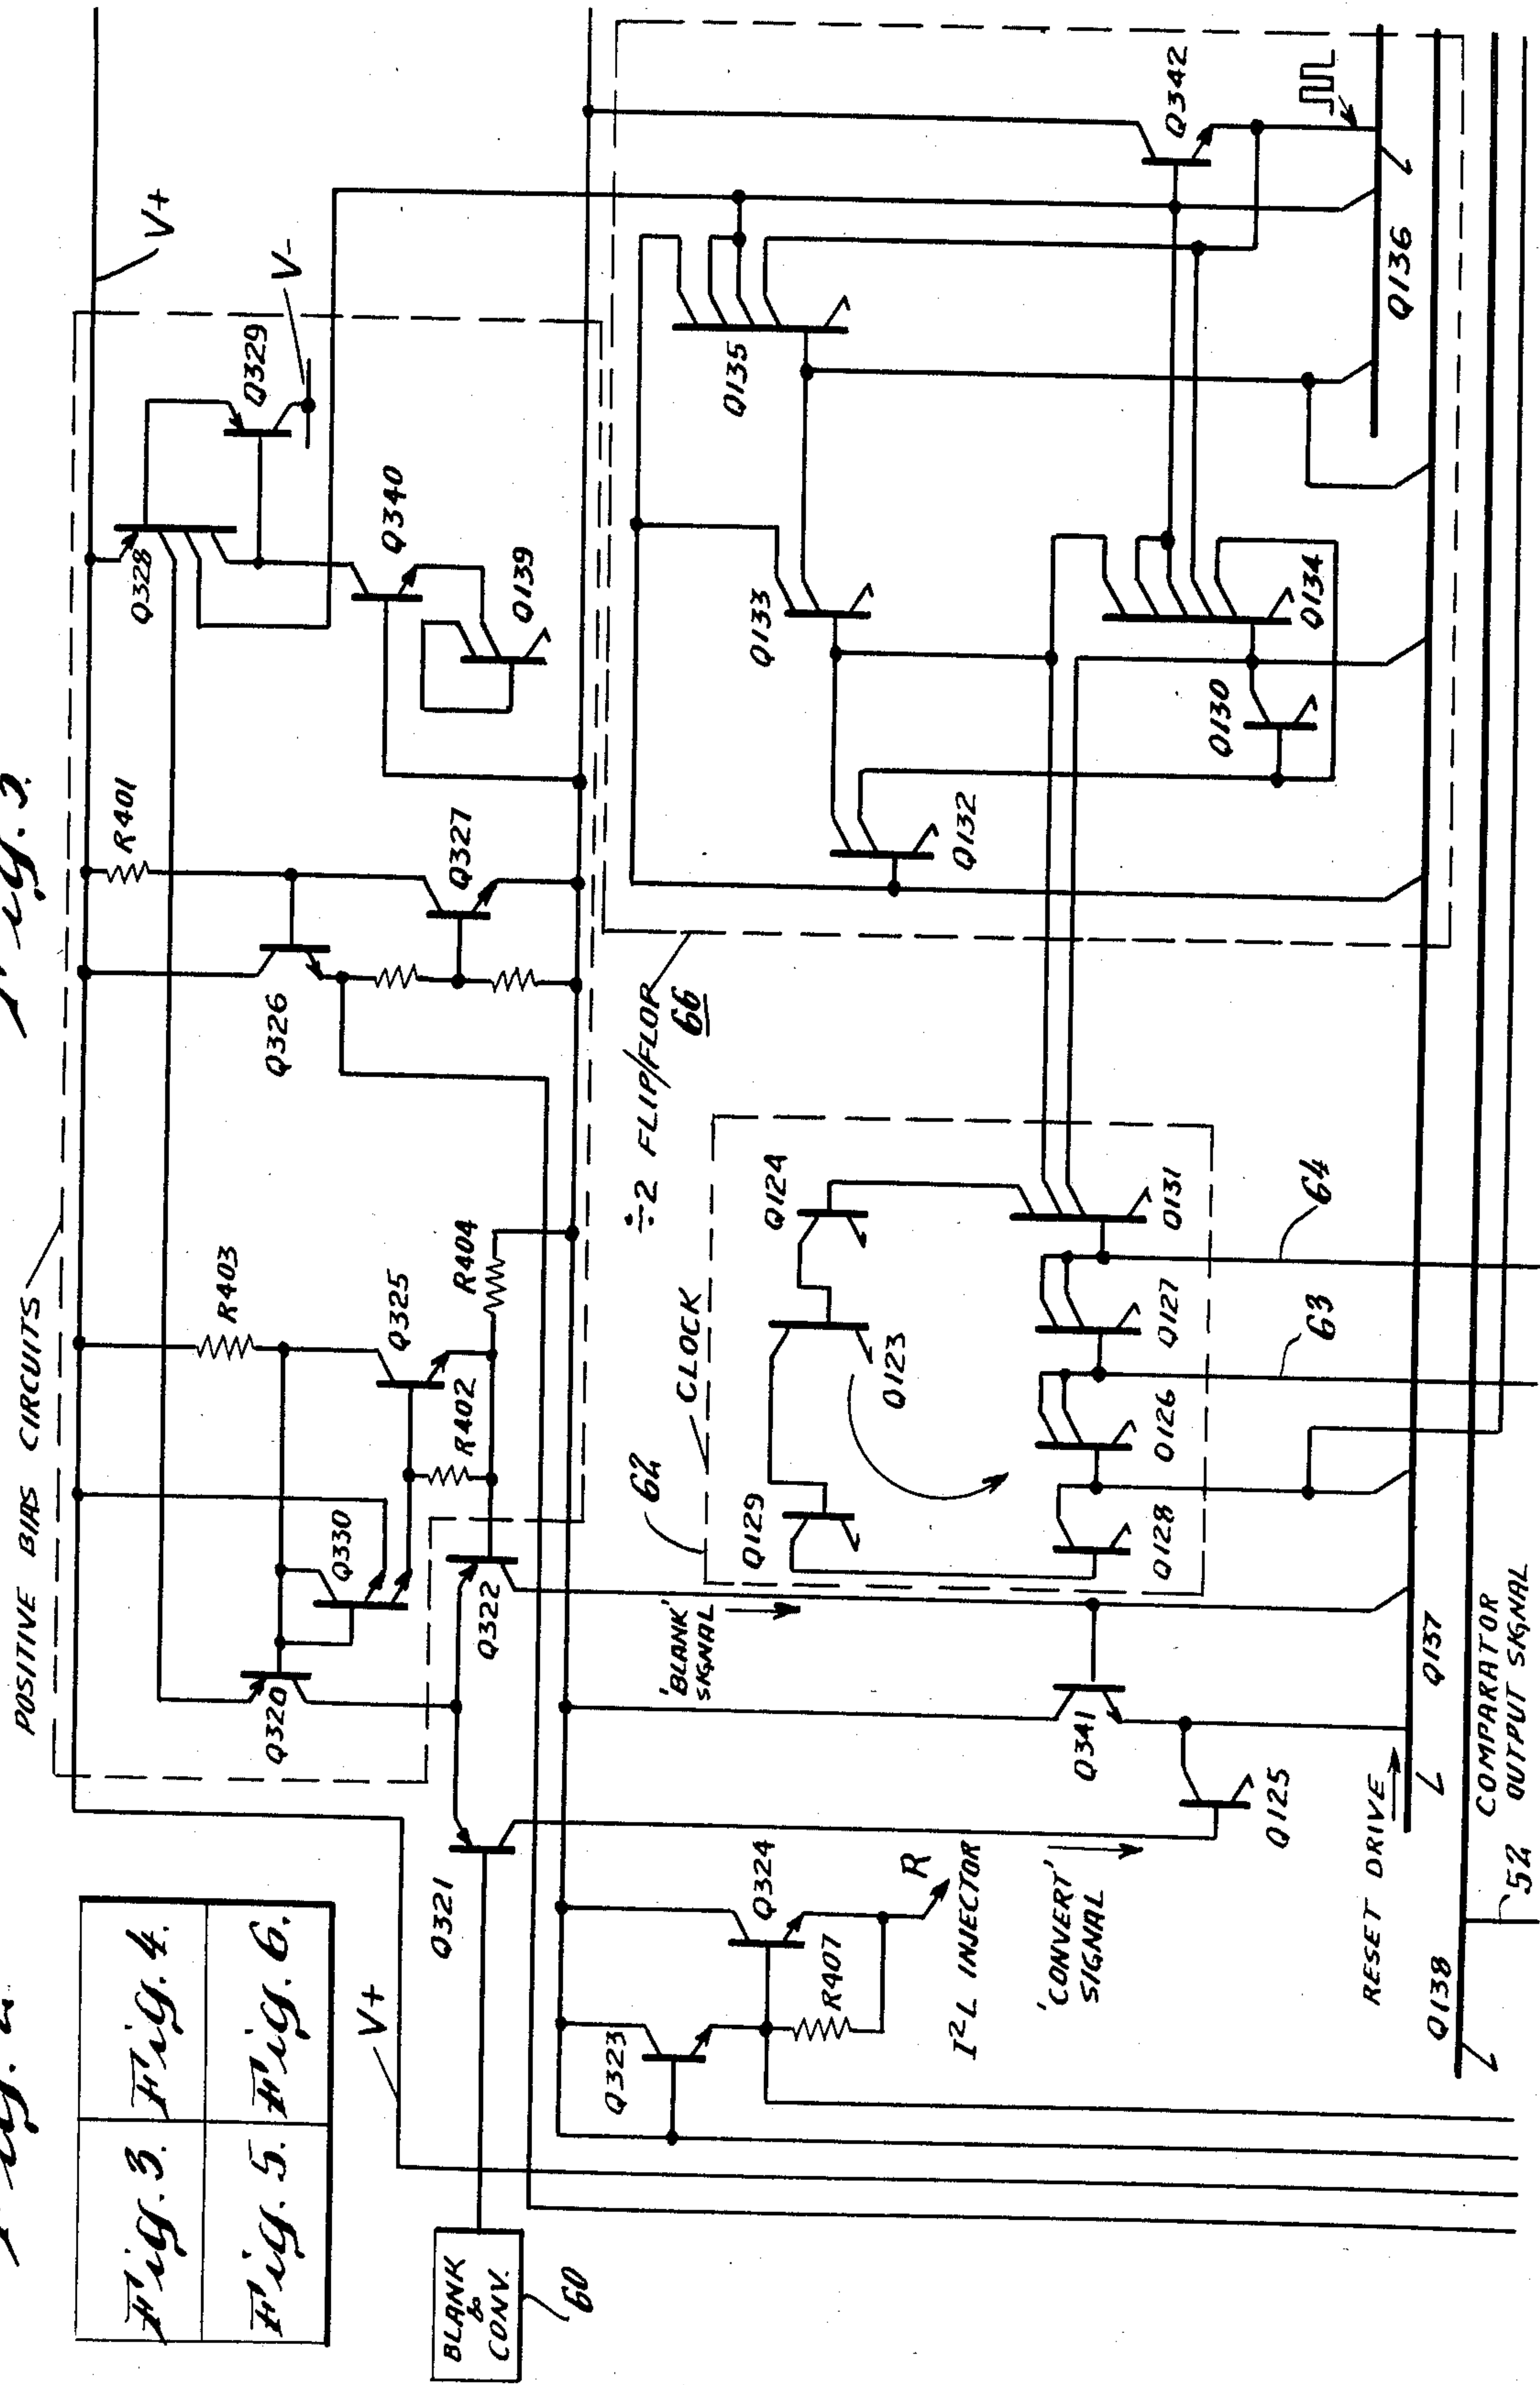 Fig. 3.
Fig. 4.
Fig. 5.
Fig. 6.
POSITIVE BIAS CIRCUITS
V+
V-
V+
R403
R401
Q320
Q330
Q325
R402
R404
Q326
Q327
Q328
Q329
Q340
Q139
Q321
Q322
BLANK
&
CONV.
60
÷2 FLIP/FLOR
66
Q323
Q324
R407
R
I²L INJECTOR
'BLANK'
SIGNAL
'CONVERT'
SIGNAL
62
CLOCK
Q129
Q123
Q124
Q128
Q126
Q127
Q131
63
64
Q341
Q125
RESET DRIVE
Q132
Q133
Q135
Q130
Q134
Q342
Q136
Q137
Q138
52
COMPARATOR
OUTPUT SIGNAL